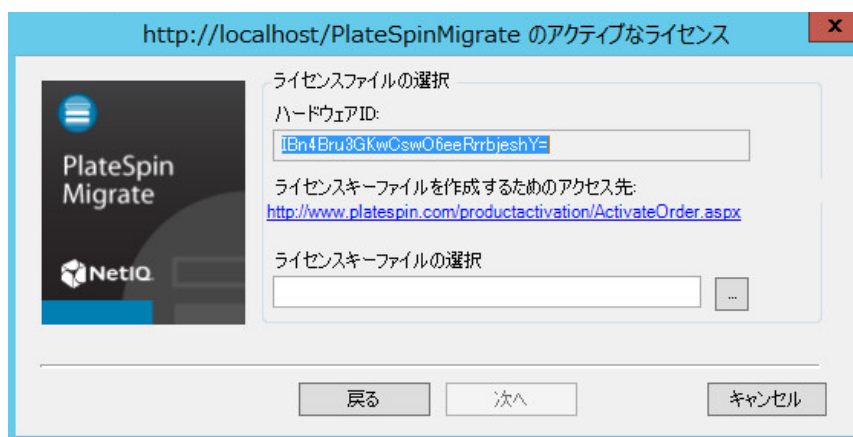 http://localhost/PlateSpinMigrate のアクティブなライセンス
x
ライセンスファイルの選択
ハードウェアID:
IBn4Bru3GKwCswO6eeRrrbjeshY=
PlateSpin
Migrate
ライセンスキーファイルを作成するためのアクセス先:
http://www.platespin.com/productactivation/ActivateOrder.aspx
NetIQ
ライセンスキーファイルの選択
...
戻る
次へ
キャンセル